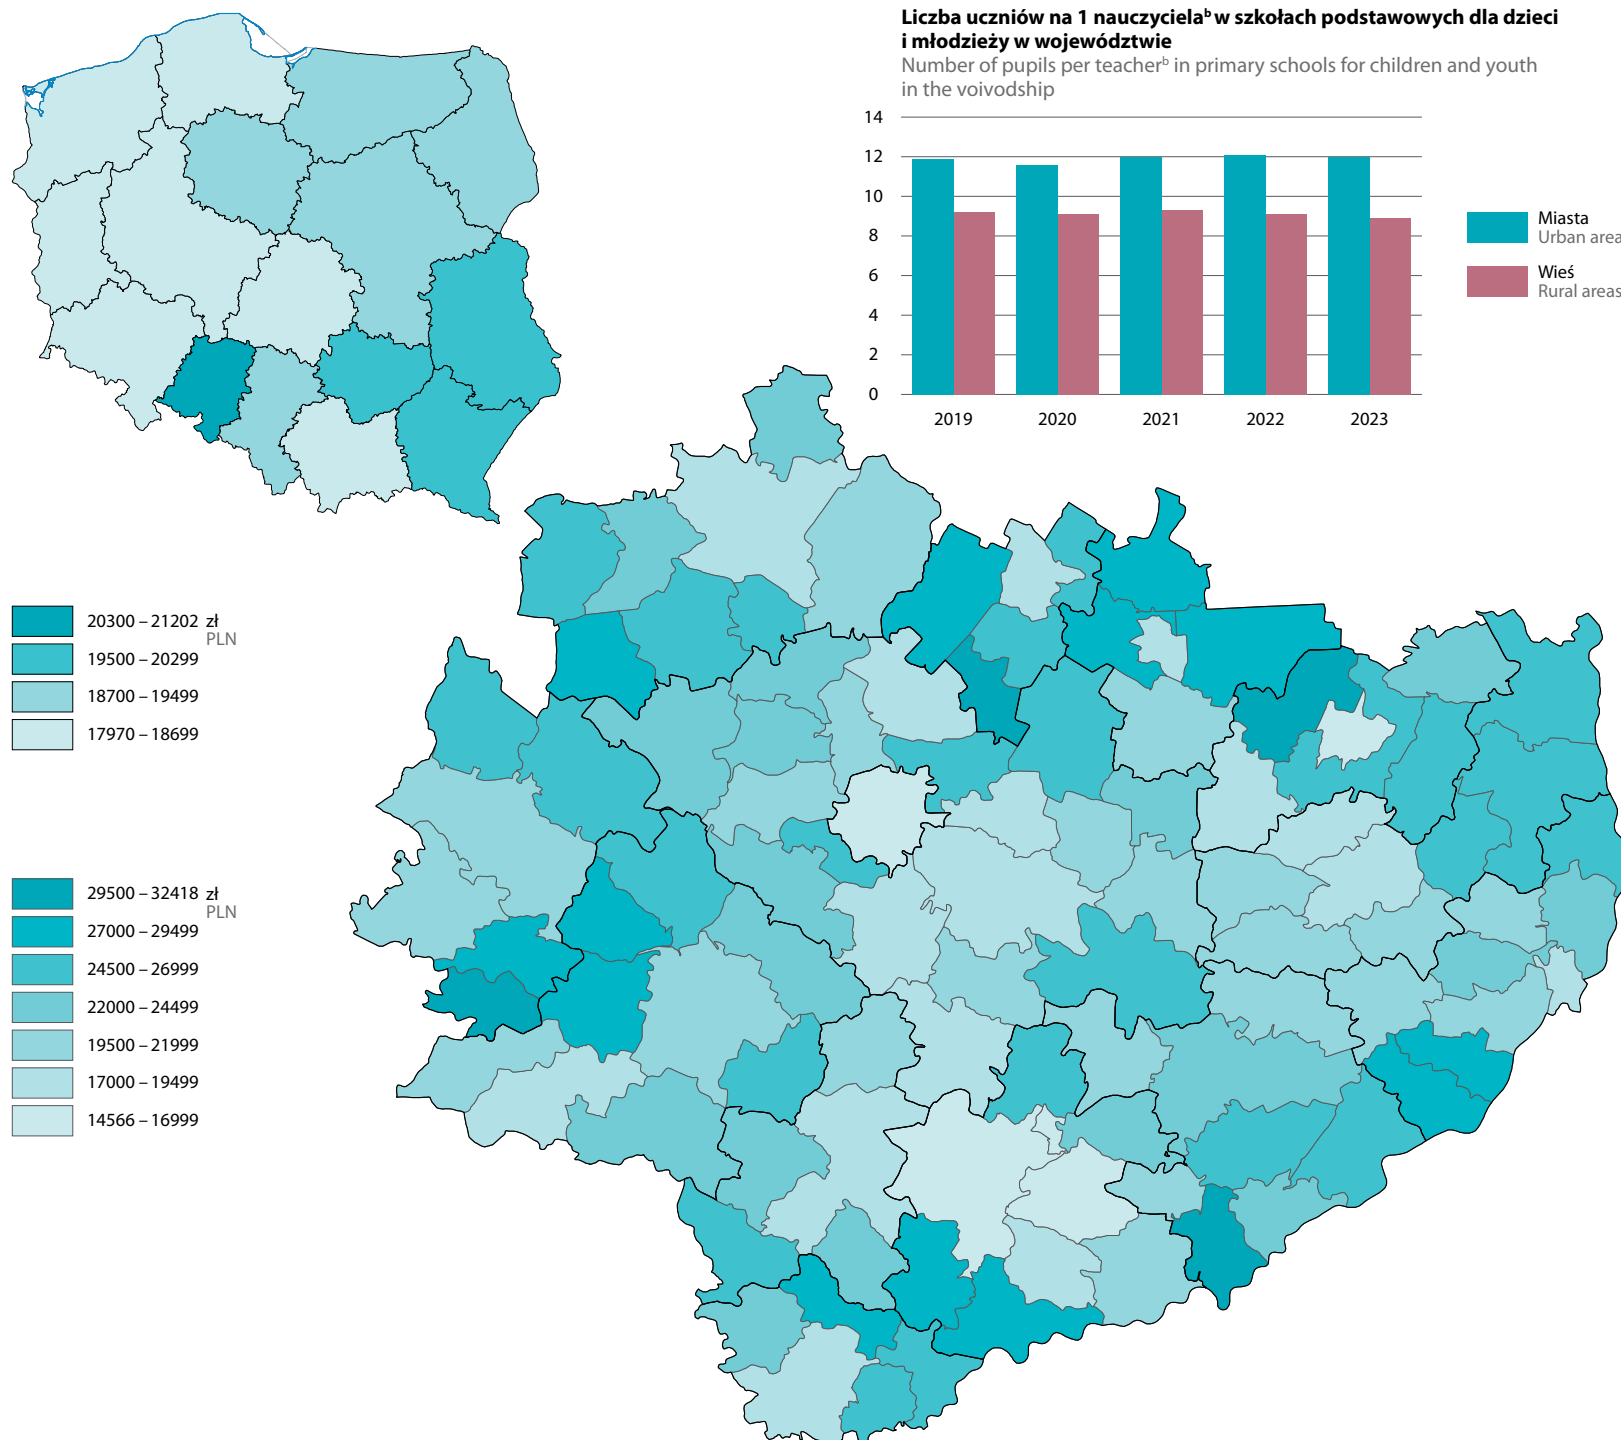 Liczba uczniów na 1 nauczycielaᵇ w szkołach podstawowych dla dzieci
i młodzieży w województwie
Number of pupils per teacherᵇ in primary schools for children and youth
in the voivodship
14
12
10
8
6
4
2
0
2019 2020 2021 2022 2023
Miasta
Urban area
Wieś
Rural areas
20300 – 21202 zł
PLN
19500 – 20299
18700 – 19499
17970 – 18699
29500 – 32418 zł
PLN
27000 – 29499
24500 – 26999
22000 – 24499
19500 – 21999
17000 – 19499
14566 – 16999